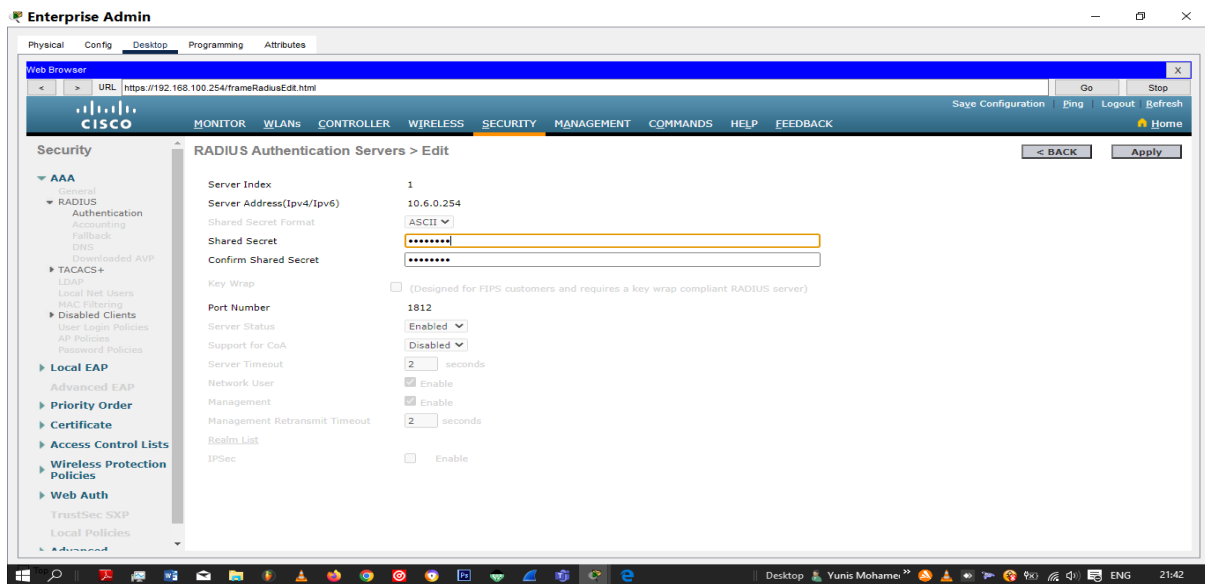 Enterprise Admin
Physical Config Desktop Programming Attributes
Web Browser X
< > URL https://192.168.100.254/frameRadiusEdit.html Go Stop
Save Configuration Ping Logout Refresh
CISCO MONITOR WLANs CONTROLLER WIRELESS SECURITY MANAGEMENT COMMANDS HELP FEEDBACK Home
Security RADIUS Authentication Servers > Edit < BACK Apply
AAA
General
RADIUS
Authentication
Accounting
Fallback
DNS
Downloaded AVP
TACACS+
LDAP
Local Net Users
MAC Filtering
Disabled Clients
User Login Policies
AP Policies
Password Policies
Local EAP
Advanced EAP
Priority Order
Certificate
Access Control Lists
Wireless Protection
Policies
Web Auth
TrustSec SXP
Local Policies
Advanced
Server Index 1
Server Address(Ipv4/Ipv6) 10.6.0.254
Shared Secret Format ASCII
Shared Secret ••••••••
Confirm Shared Secret ••••••••
Key Wrap (Designed for FIPS customers and requires a key wrap compliant RADIUS server)
Port Number 1812
Server Status Enabled
Support for CoA Disabled
Server Timeout 2 seconds
Network User Enable
Management Enable
Management Retransmit Timeout 2 seconds
Realm List
IPSec Enable
Desktop Yunis Mohamer » ENG 21:42